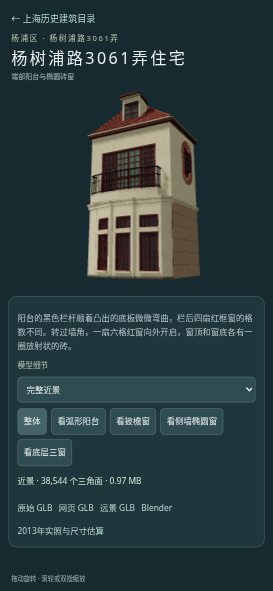 ← 上海历史建筑目录
杨浦区 · 杨树浦路3061弄
杨树浦路3061弄住宅
端部阳台与椭圆砖窗
阳台的黑色栏杆顺着凸出的底板微微弯曲，栏后四扇红框窗的格
数不同。转过墙角，一扇六格红窗向外开启，窗顶和窗底各有一
圈放射状的砖。
模型细节
完整近景
整体
看弧形阳台
看披檐窗
看侧墙椭圆窗
看底层三窗
近景 · 38,544 个三角面 · 0.97 MB
原始 GLB 网页 GLB 远景 GLB Blender
2013年实照与尺寸估算
拖动旋转 · 滚轮或双指缩放